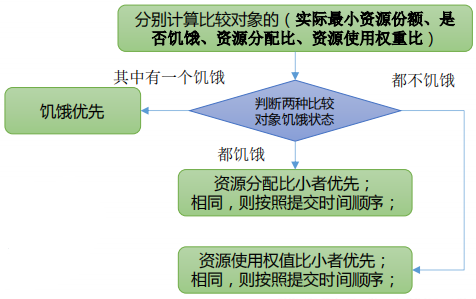 分别计算比较对象的（实际最小资源份额、是
否饥饿、资源分配比、资源使用权重比）
其中有一个饥饿
都不饥饿
饥饿优先
判断两种比较
对象饥饿状态
都饥饿
资源分配比小者优先；
相同，则按照提交时间顺序；
资源使用权值比小者优先；
相同，则按照提交时间顺序；